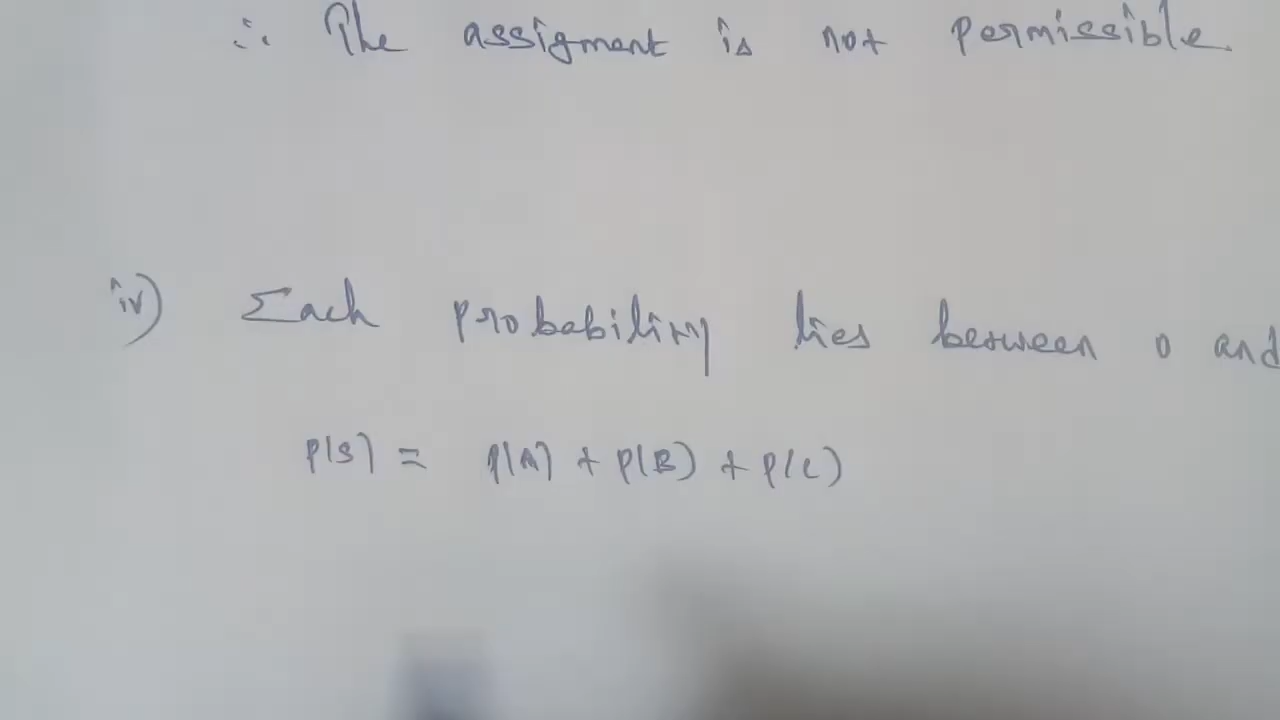 ∴ The assigment is not permissible.
iv) Each probability lies between 0 and
P(S) = P(A) + P(B) + P(C)